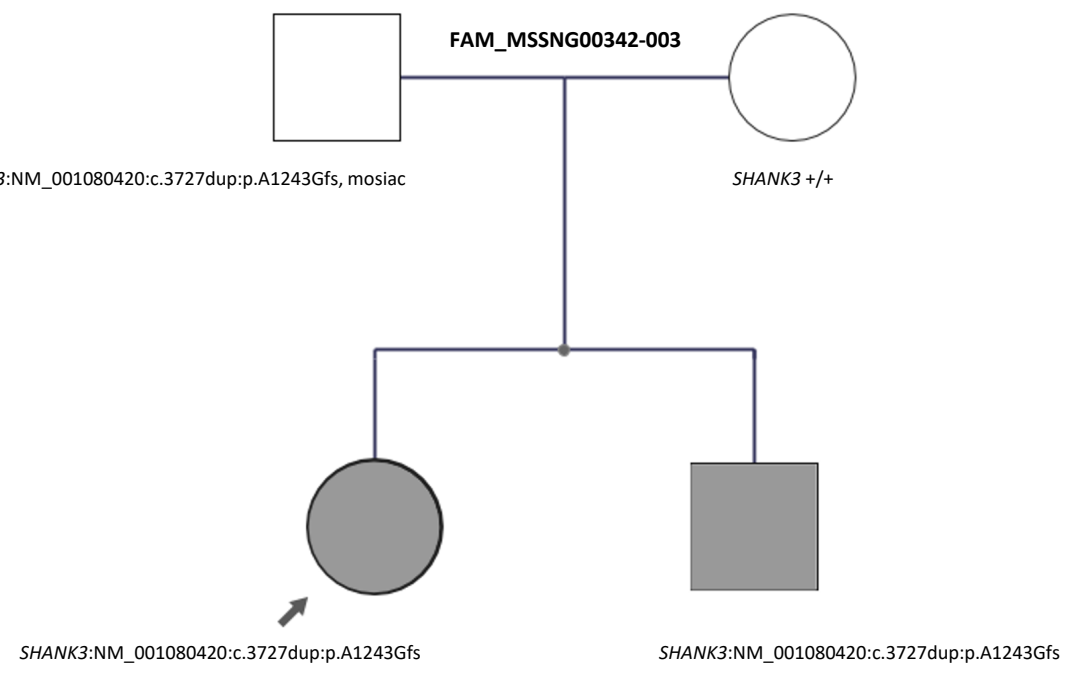 FAM_MSSNG00342-003
3:NM_001080420:c.3727dup:p.A1243Gfs, mosiac
SHANK3 +/+
SHANK3:NM_001080420:c.3727dup:p.A1243Gfs
SHANK3:NM_001080420:c.3727dup:p.A1243Gfs